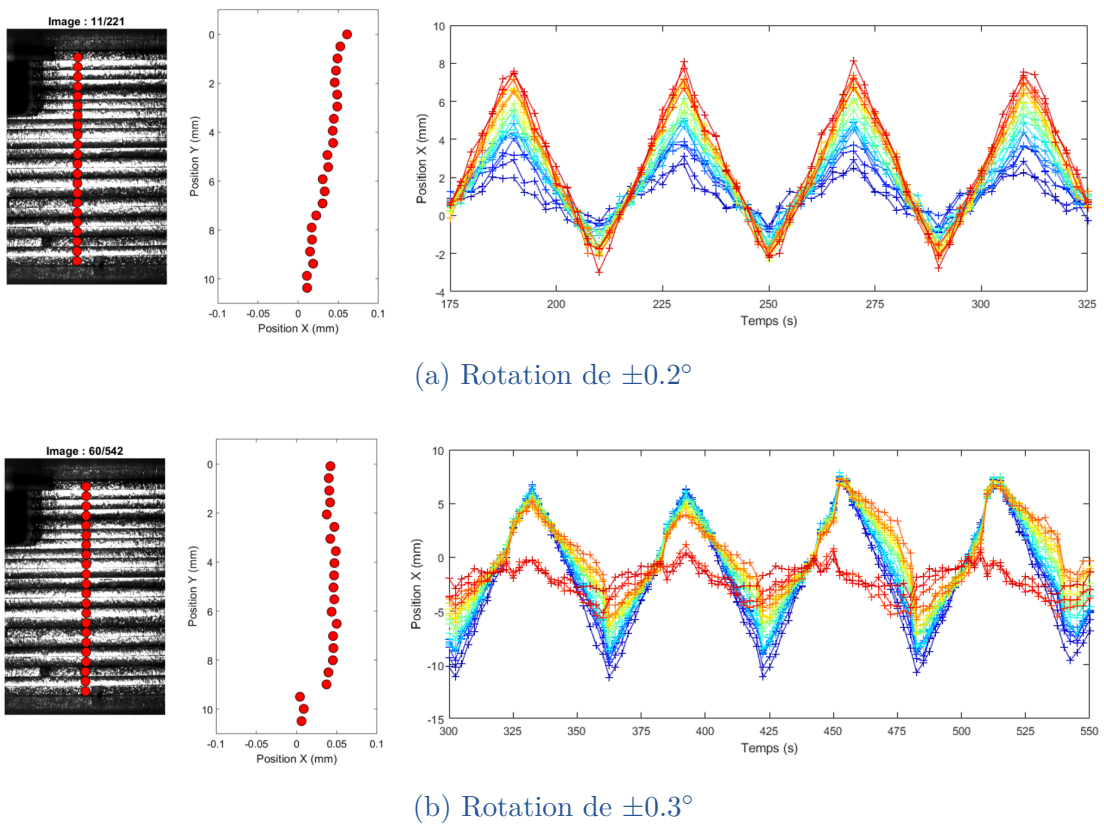 Image : 11/221
0
2
4
6
8
10
Position Y (mm)
-0.1 -0.05 0 0.05 0.1
Position X (mm)
10
8
6
4
2
0
-2
-4
Position X (mm)
175 200 225 250 275 300 325
Temps (s)
(a) Rotation de ±0.2°
Image : 60/542
0
2
4
6
8
10
Position Y (mm)
-0.1 -0.05 0 0.05 0.1
Position X (mm)
10
5
0
-5
-10
-15
Position X (mm)
300 325 350 375 400 425 450 475 500 525 550
Temps (s)
(b) Rotation de ±0.3°